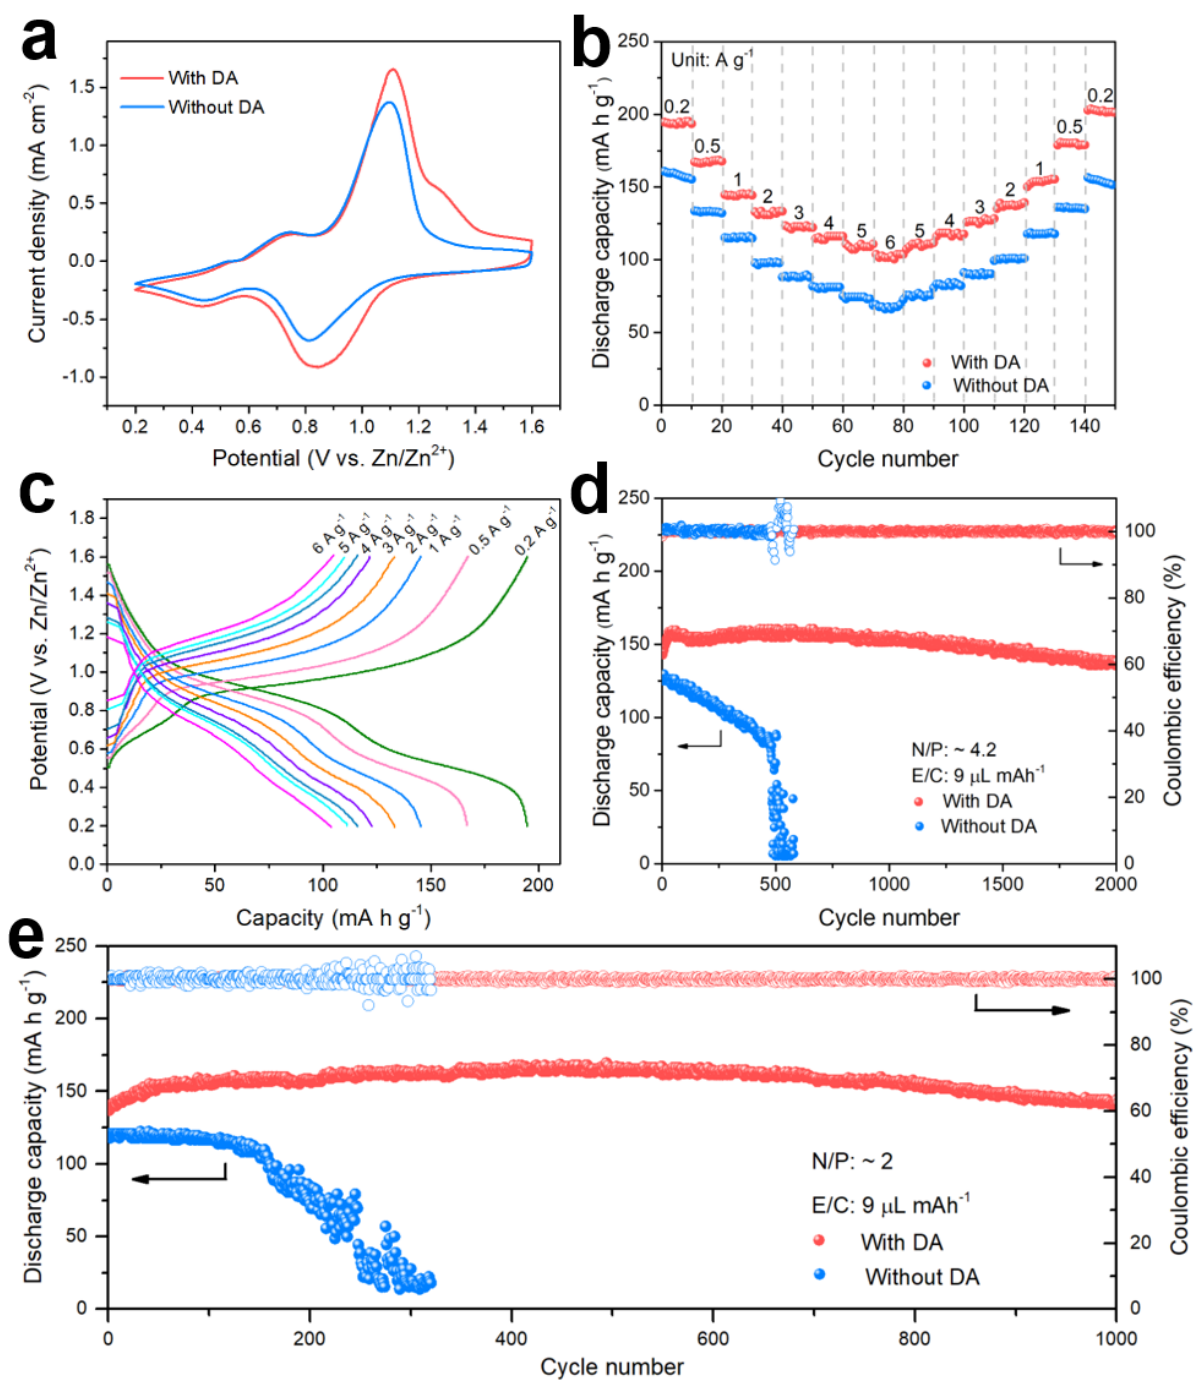 a
With DA
Without DA
1.5
1.0
0.5
0.0
-0.5
-1.0
0.2 0.4 0.6 0.8 1.0 1.2 1.4 1.6
Current density (mA cm⁻²)
Potential (V vs. Zn/Zn²⁺)
b
Unit: A g⁻¹
250
200
150
100
50
0
0.2 0.5 1 2 3 4 5 6 5 4 3 2 1 0.5 0.2
With DA
Without DA
0 20 40 60 80 100 120 140
Discharge capacity (mA h g⁻¹)
Cycle number
c
1.8
1.6
1.4
1.2
1.0
0.8
0.6
0.4
0.2
0.0
6 A g⁻¹
5 A g⁻¹
4 A g⁻¹
3 A g⁻¹
2 A g⁻¹
1 A g⁻¹
0.5 A g⁻¹
0.2 A g⁻¹
0 50 100 150 200
Potential (V vs. Zn/Zn²⁺)
Capacity (mA h g⁻¹)
d
250
200
150
100
50
0
100
80
60
40
20
0
N/P: ~ 4.2
E/C: 9 μL mAh⁻¹
With DA
Without DA
0 500 1000 1500 2000
Discharge capacity (mA h g⁻¹)
Coulombic efficiency (%)
Cycle number
e
250
200
150
100
50
0
100
80
60
40
20
0
N/P: ~ 2
E/C: 9 μL mAh⁻¹
With DA
Without DA
0 200 400 600 800 1000
Discharge capacity (mA h g⁻¹)
Coulombic efficiency (%)
Cycle number